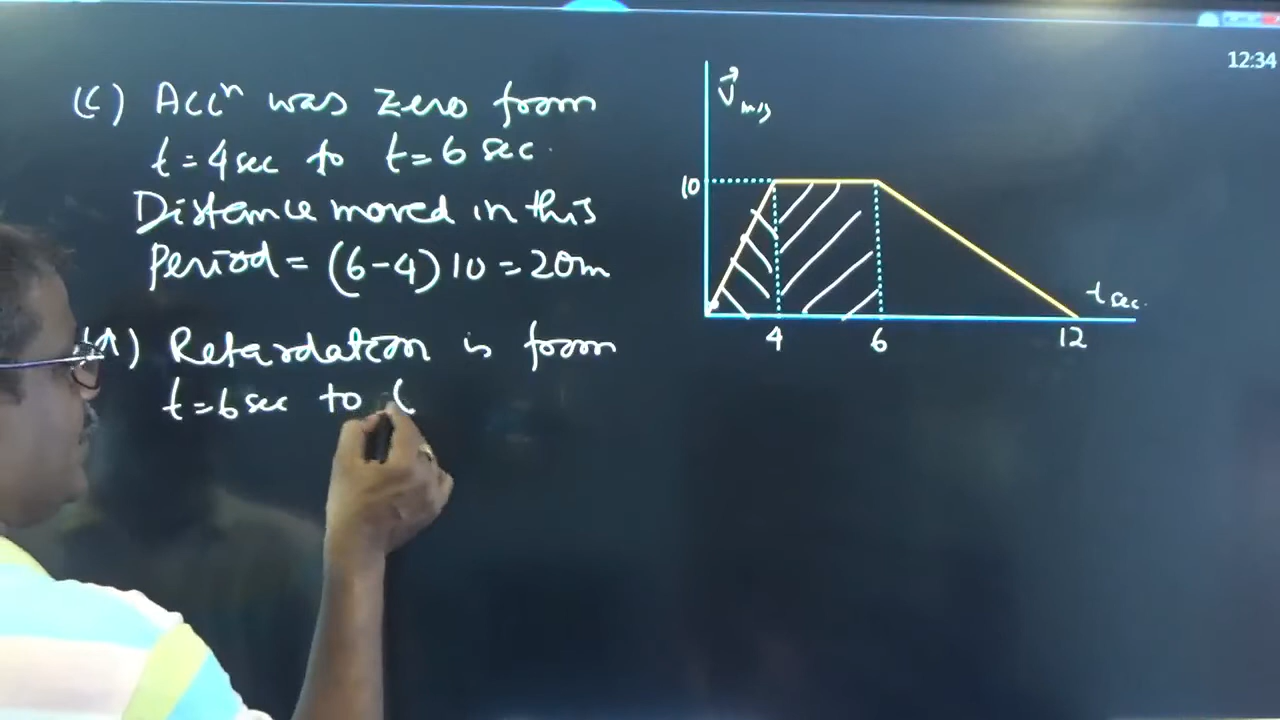 12:34
(C) Accⁿ was zero from
t = 4 sec to t = 6 sec.
Distance moved in this
Period = (6-4) 10 = 20m
Retardation is from
t = 6 sec to (
V⃗ m/s
10
t sec.
4 6 12